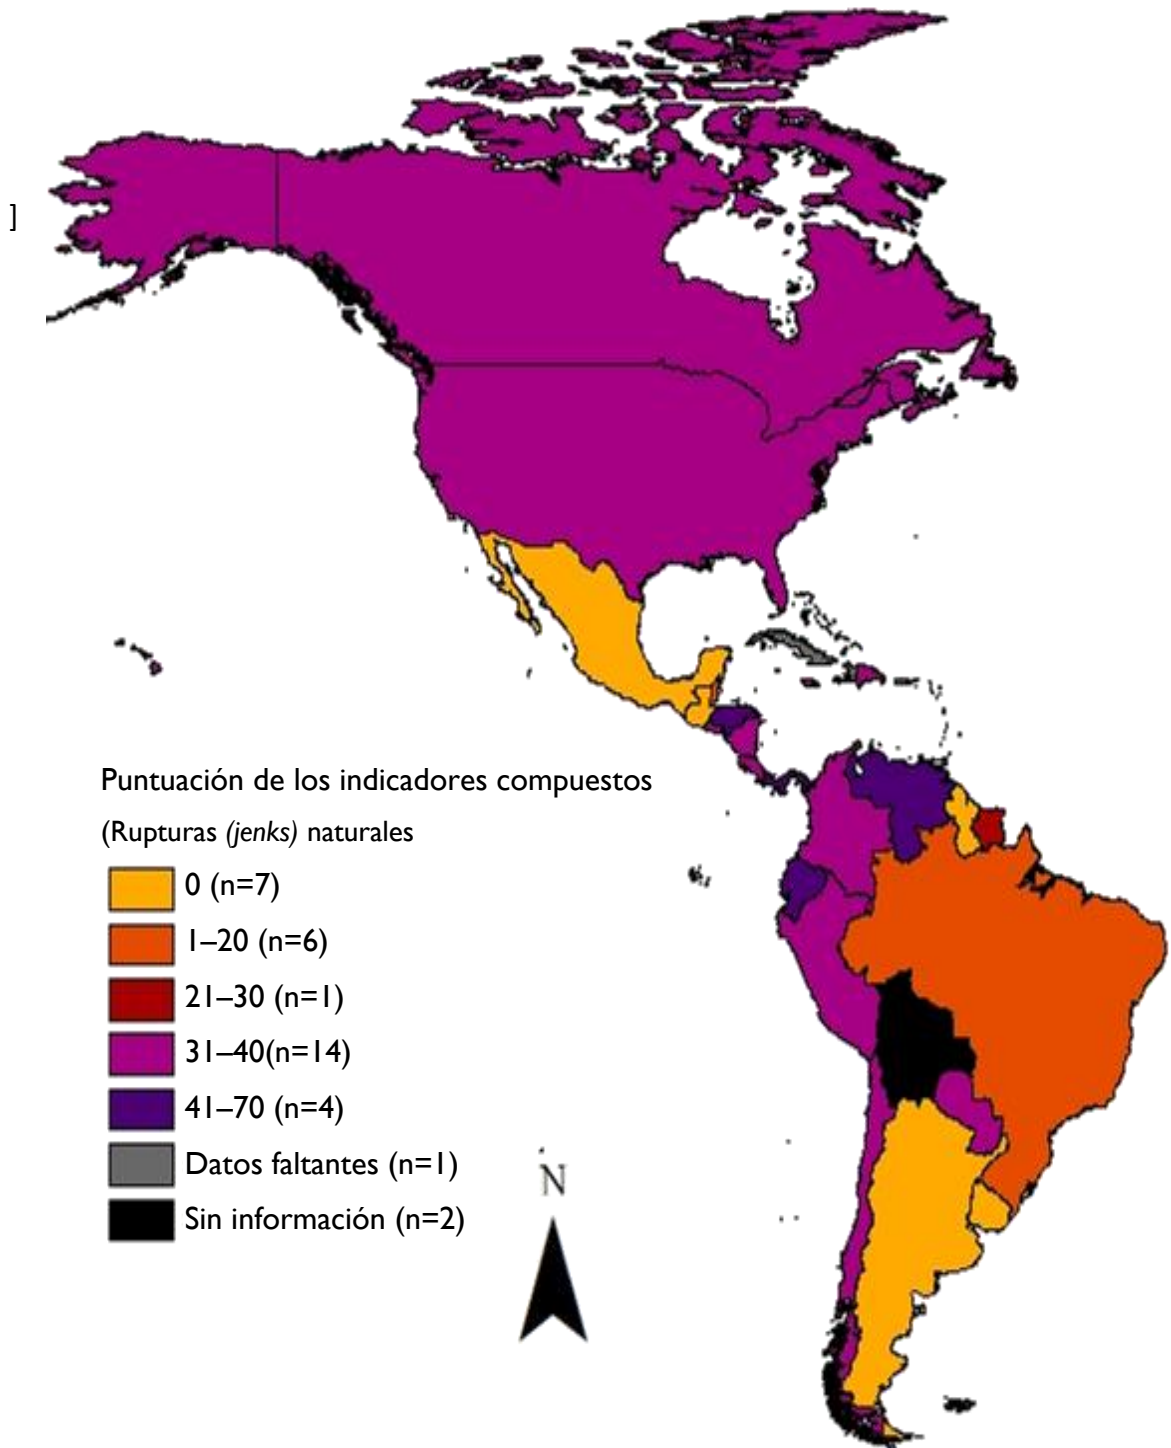 ]
Puntuación de los indicadores compuestos
(Rupturas (jenks) naturales
0 (n=7)
1–20 (n=6)
21–30 (n=1)
31–40(n=14)
41–70 (n=4)
Datos faltantes (n=1)
Sin información (n=2)
N